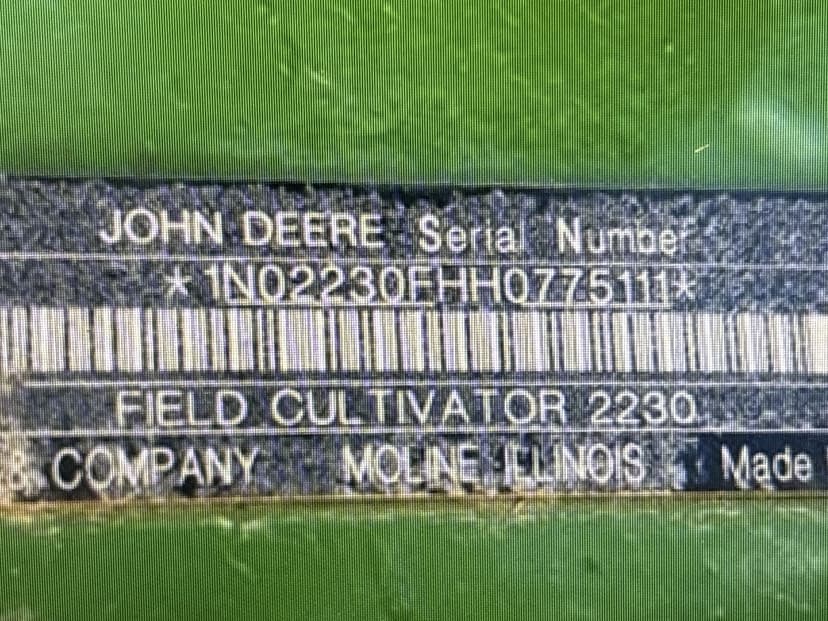 JOHN DEERE Serial Number
*1N02230FHH0775111*
FIELD CULTIVATOR 2230
& COMPANY MOLINE ILLINOIS Made